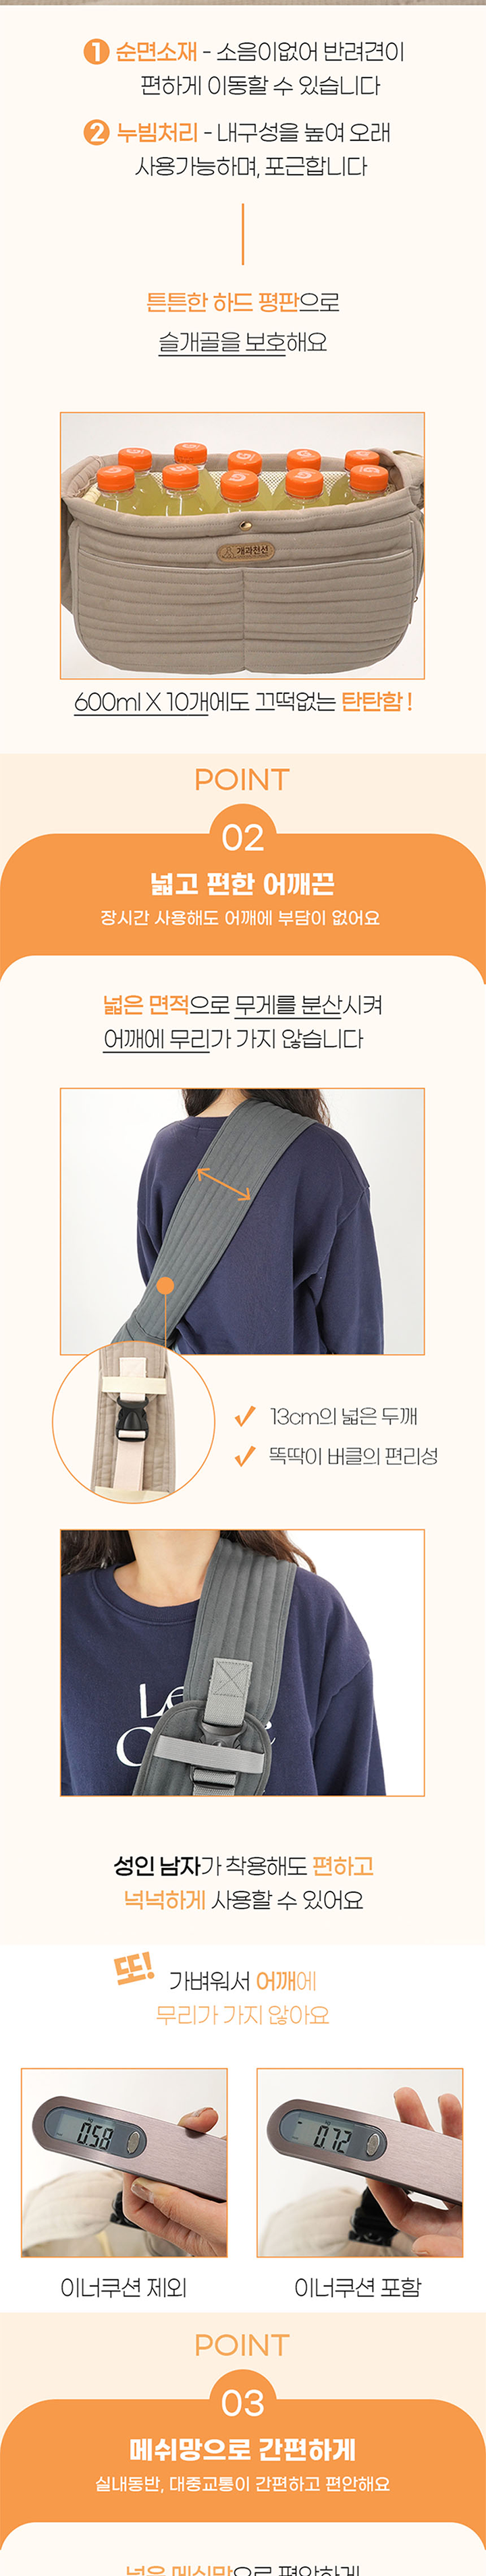 1 순면소재 - 소음이없어 반려견이
편하게 이동할 수 있습니다
2 누빔처리 - 내구성을 높여 오래
사용가능하며, 포근합니다
튼튼한 하드 평판으로
슬개골을 보호해요
개과천선
600ml X 10개에도 끄떡없는 탄탄함!
POINT
02
넓고 편한 어깨끈
장시간 사용해도 어깨에 부담이 없어요
넓은 면적으로 무게를 분산시켜
어깨에 무리가 가지 않습니다
13cm의 넓은 두께
똑딱이 버클의 편리성
성인 남자가 착용해도 편하고
넉넉하게 사용할 수 있어요
또! 가벼워서 어깨에
무리가 가지 않아요
0.58
0.72
이너쿠션 제외
이너쿠션 포함
POINT
03
메쉬망으로 간편하게
실내동반, 대중교통이 간편하고 편안해요
넓은 메쉬망으로 편안하게